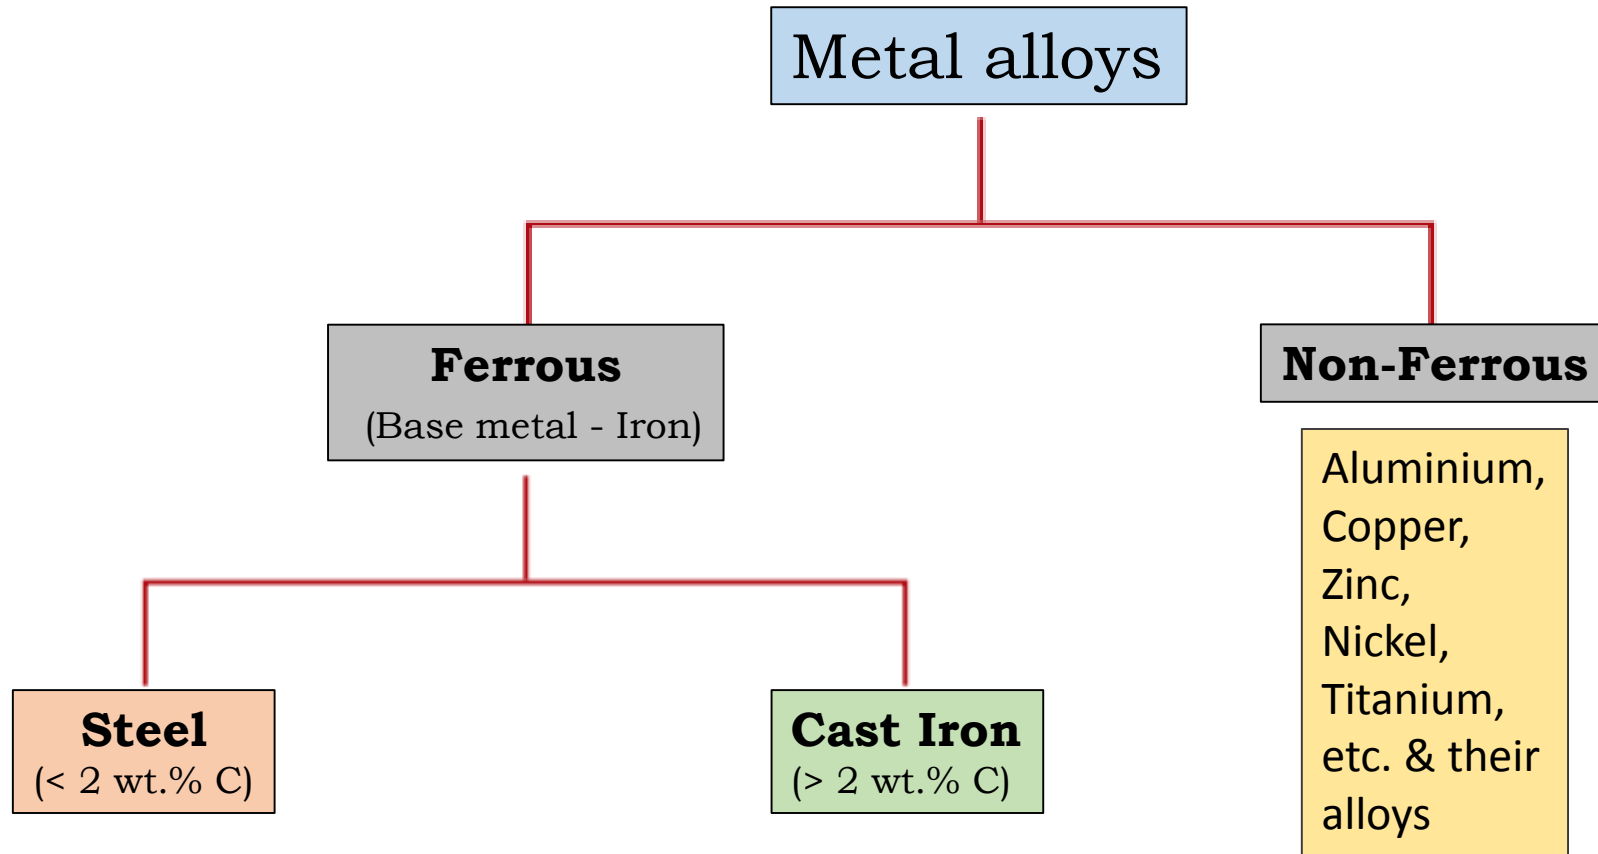 Metal alloys
Ferrous
(Base metal - Iron)
Non-Ferrous
Aluminium,
Copper,
Zinc,
Nickel,
Titanium,
etc. & their
alloys
Steel
(< 2 wt.% C)
Cast Iron
(> 2 wt.% C)